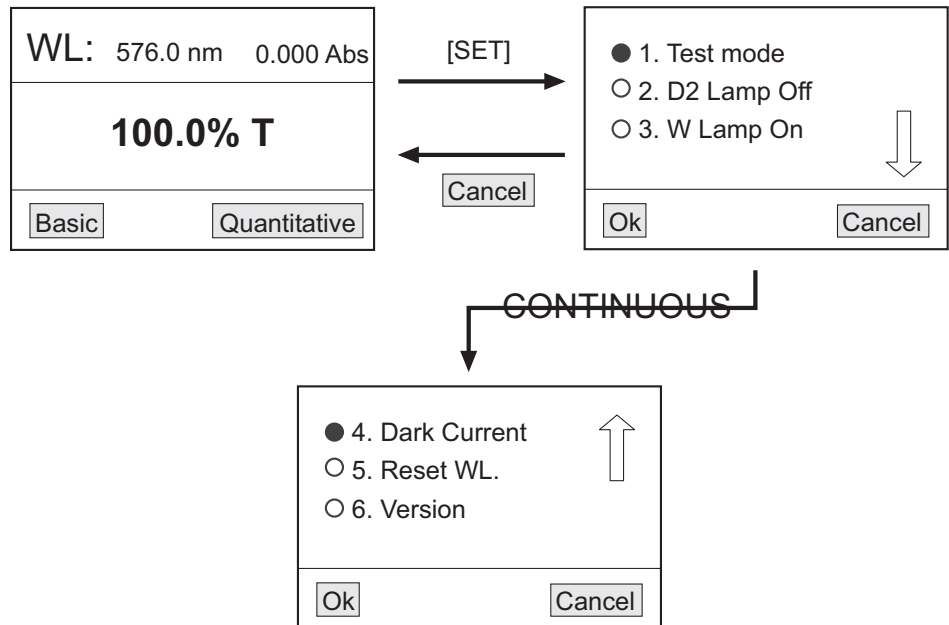 WL: 576.0 nm 0.000 Abs
100.0% T
Basic Quantitative
[SET]
Cancel
1. Test mode
2. D2 Lamp Off
3. W Lamp On
Ok Cancel
CONTINUOUS
4. Dark Current
5. Reset WL.
6. Version
Ok Cancel